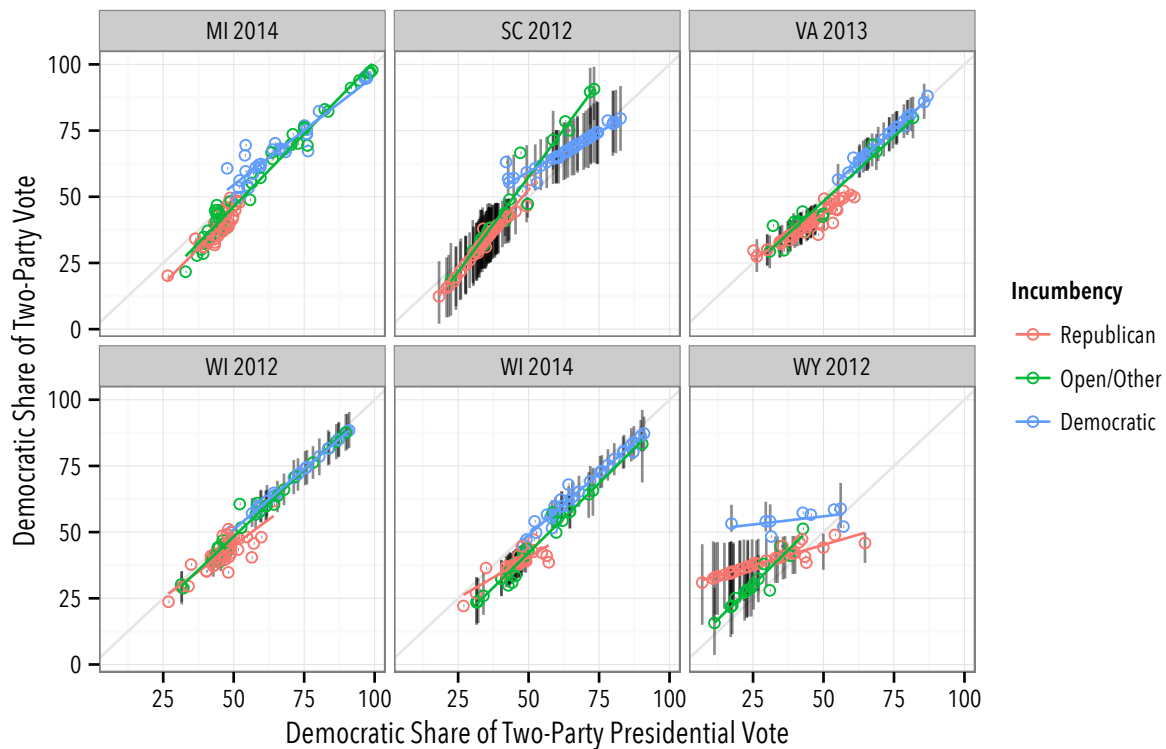 MI 2014 SC 2012 VA 2013
100
75
50
25
0
WI 2012 WI 2014 WY 2012
100
75
50
25
0
25 50 75 100 25 50 75 100 25 50 75 100
Democratic Share of Two-Party Presidential Vote
Democratic Share of Two-Party Vote
Incumbency
Republican
Open/Other
Democratic